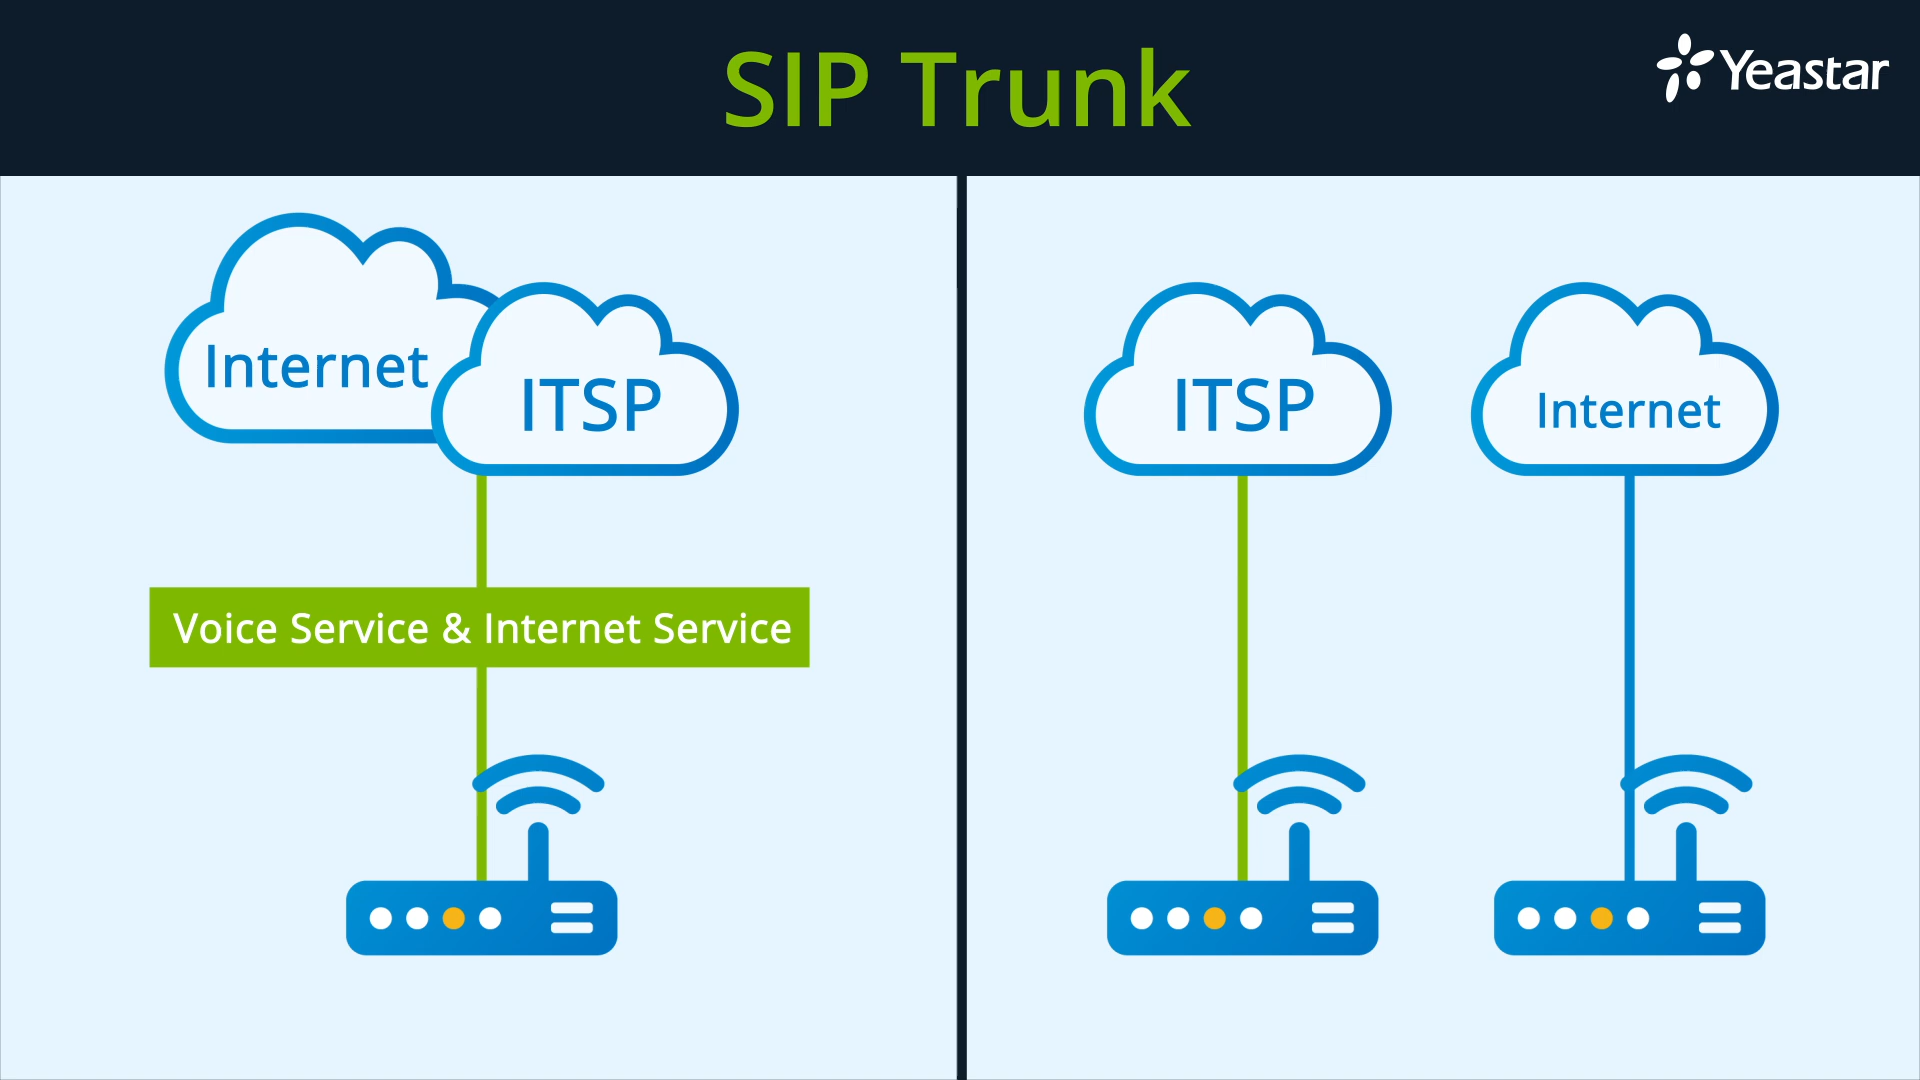 SIP Trunk
Yeastar
Internet
ITSP
Voice Service & Internet Service
ITSP
Internet